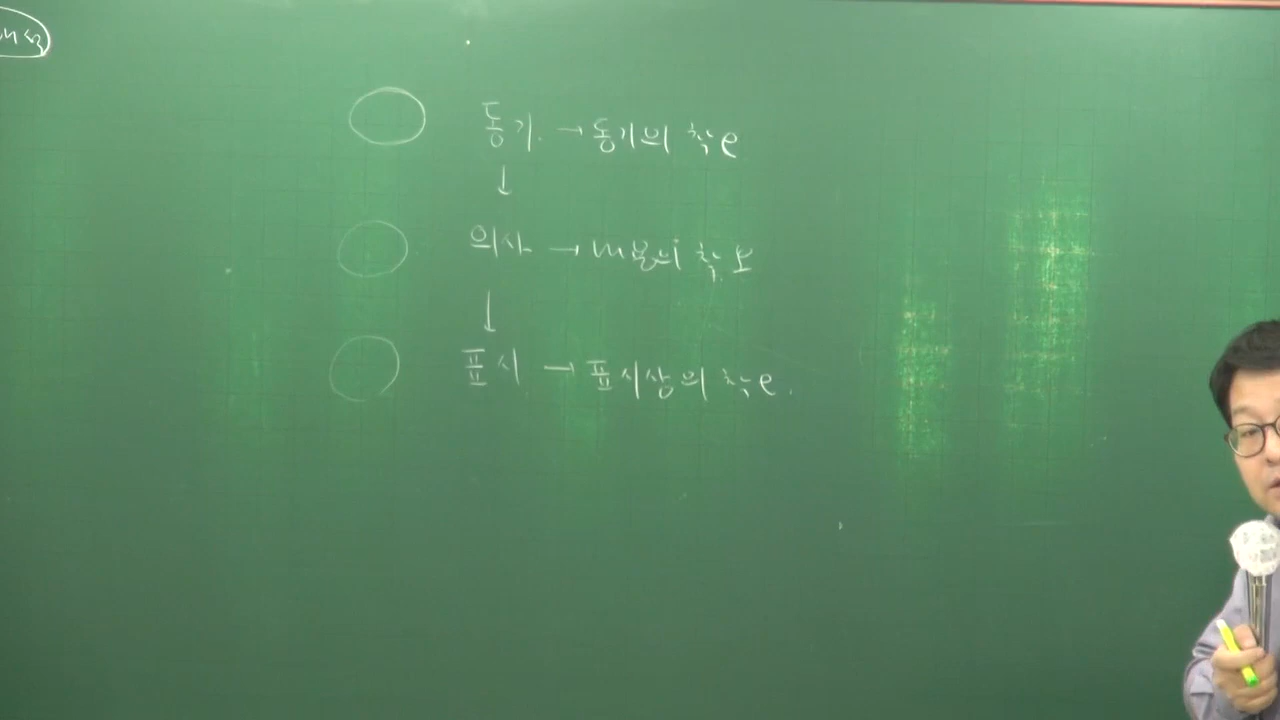 동기 → 동기의 착오
↓
의사 → 내용의 착오
↓
표시 → 표시상의 착오